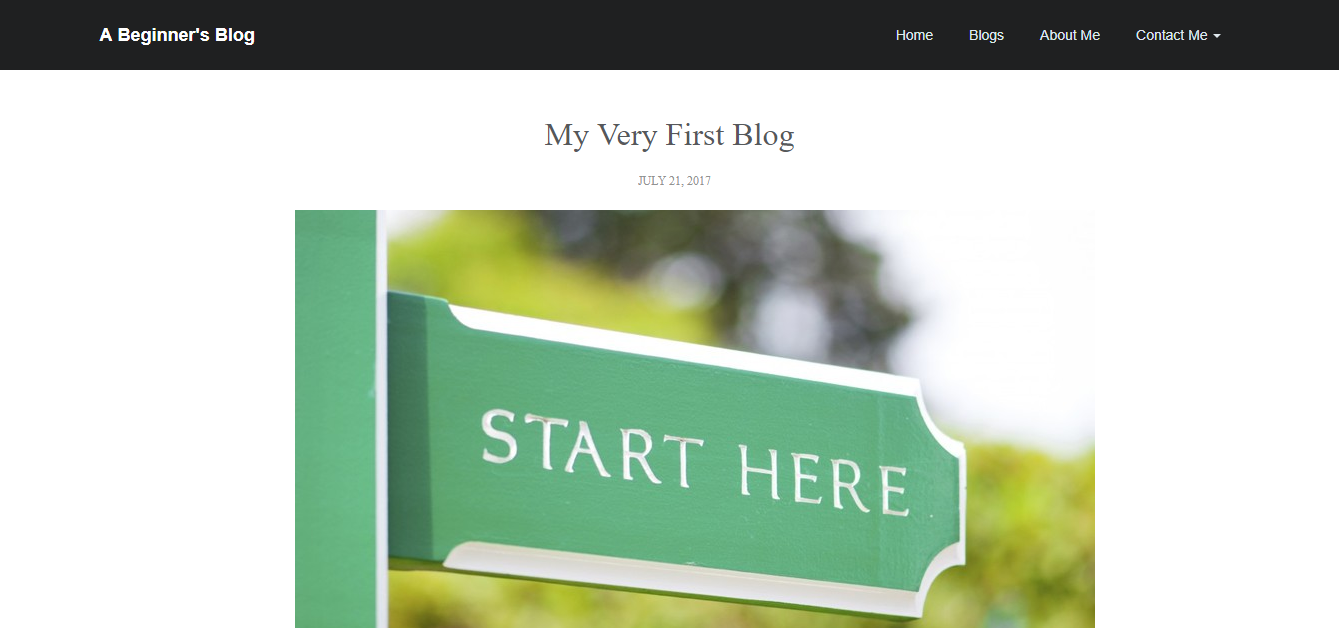 A Beginner's Blog
Home Blogs About Me Contact Me
My Very First Blog
JULY 21, 2017
START HERE